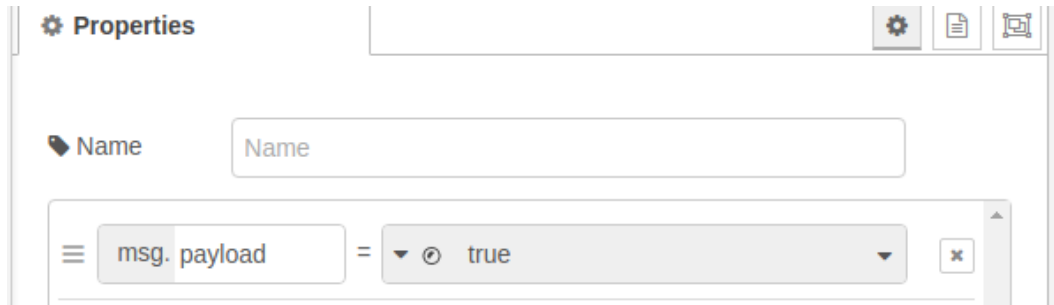 Properties
Name Name
msg. payload = true